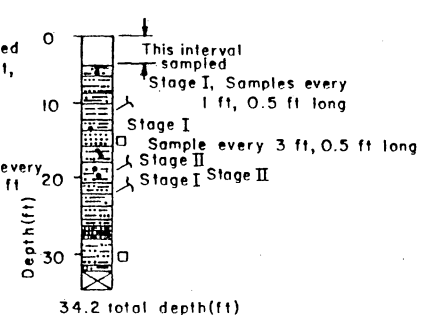 0
ed
This interval
t,
sampled
Stage I, Samples every
1 ft, 0.5 ft long
10
Stage I
Sample every 3 ft, 0.5 ft long
Stage II
every
ft
20
Stage I Stage II
Depth(ft)
30
34.2 total depth(ft)